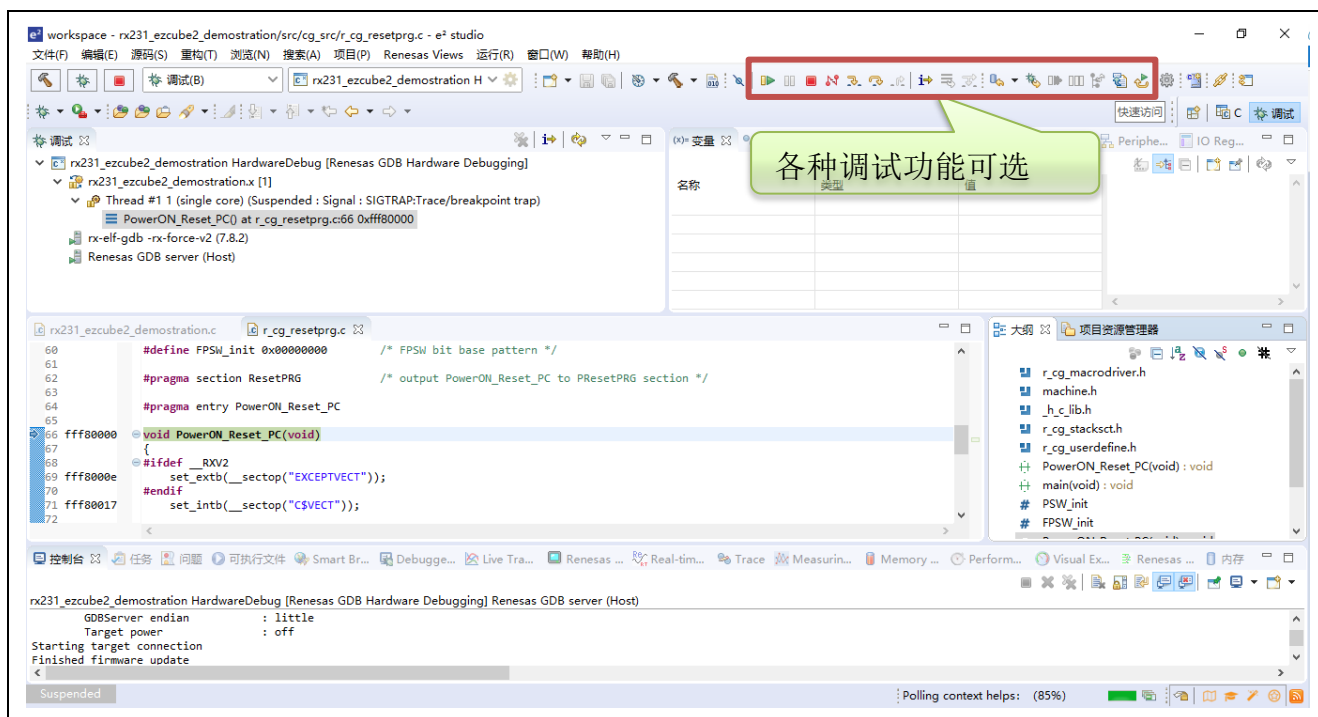 workspace - rx231_ezcube2_demostration/src/cg_src/r_cg_resetprg.c - e² studio
文件(F) 编辑(E) 源码(S) 重构(T) 浏览(N) 搜索(A) 项目(P) Renesas Views 运行(R) 窗口(W) 帮助(H)
调试(B) rx231_ezcube2_demostration H
快速访问 C 调试
调试
(x)= 变量 Periphe... IO Reg...
各种调试功能可选
rx231_ezcube2_demostration HardwareDebug [Renesas GDB Hardware Debugging]
rx231_ezcube2_demostration.x [1]
Thread #1 1 (single core) (Suspended : Signal : SIGTRAP:Trace/breakpoint trap)
PowerON_Reset_PC() at r_cg_resetprg.c:66 0xfff80000
rx-elf-gdb -rx-force-v2 (7.8.2)
Renesas GDB server (Host)
名称 类型 值
rx231_ezcube2_demostration.c r_cg_resetprg.c
60 #define FPSW_init 0x00000000 /* FPSW bit base pattern */
61
62 #pragma section ResetPRG /* output PowerON_Reset_PC to PResetPRG section */
63
64 #pragma entry PowerON_Reset_PC
65
66 fff80000 void PowerON_Reset_PC(void)
67 {
68 #ifdef __RXV2
69 fff8000e set_extb(__sectop("EXCEPTVECT"));
70 #endif
71 fff80017 set_intb(__sectop("C$VECT"));
72
大纲 项目资源管理器
r_cg_macrodriver.h
machine.h
_h_c_lib.h
r_cg_stacksct.h
r_cg_userdefine.h
PowerON_Reset_PC(void) : void
main(void) : void
PSW_init
FPSW_init
控制台 任务 问题 可执行文件 Smart Br... Debugge... Live Tra... Renesas ... Real-tim... Trace Measurin... Memory ... Perform... Visual Ex... Renesas ... 内存
rx231_ezcube2_demostration HardwareDebug [Renesas GDB Hardware Debugging] Renesas GDB server (Host)
GDBServer endian : little
Target power : off
Starting target connection
Finished firmware update
Suspended
Polling context helps: (85%)